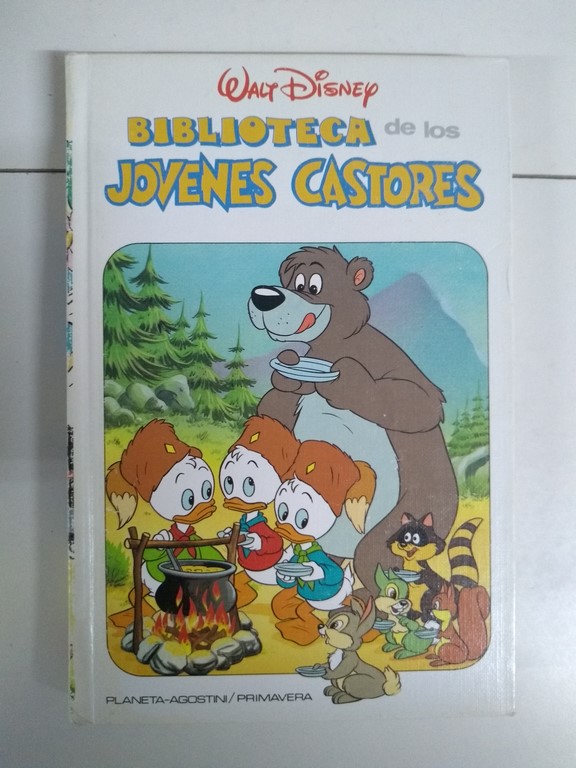 WALT DISNEY
BIBLIOTECA de los
JOVENES CASTORES
PLANETA-AGOSTINI/PRIMAVERA